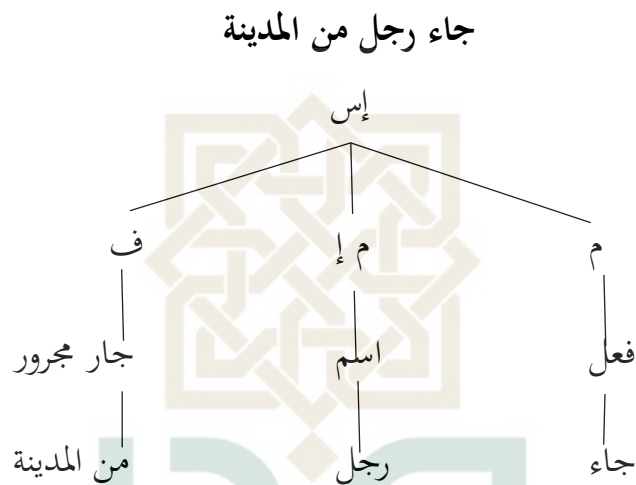 جاء رجل من المدينة
إس
م م إ ف
فعل اسم جار مجرور
جاء رجل من المدينة